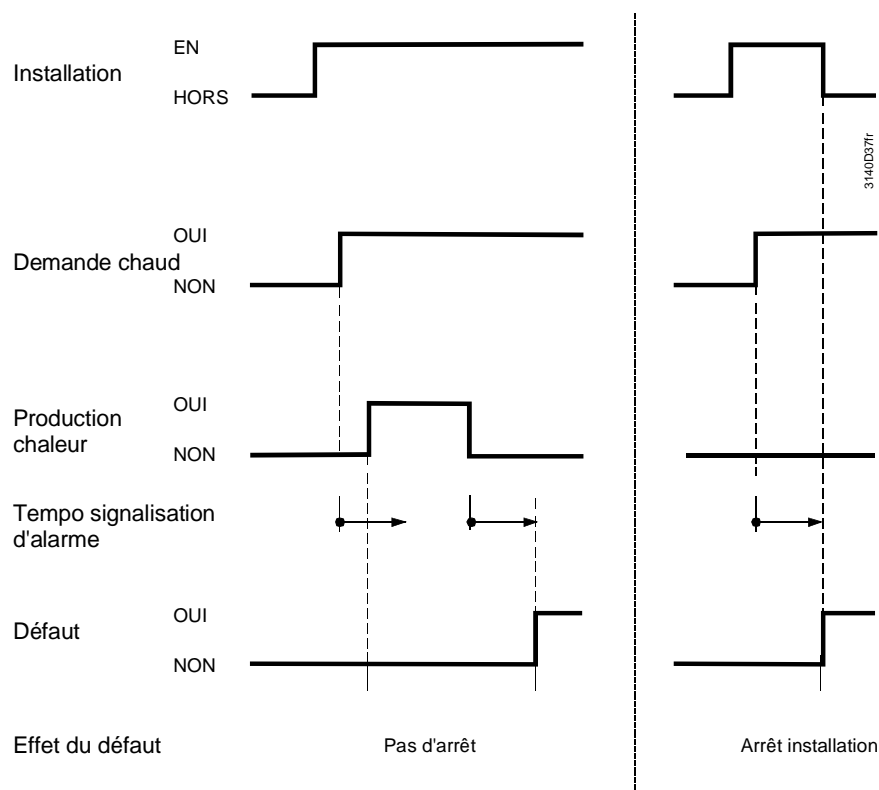 Installation
EN
HORS
3140D37fr
Demande chaud
OUI
NON
Production
chaleur
OUI
NON
Tempo signalisation
d'alarme
Défaut
OUI
NON
Effet du défaut
Pas d'arrêt
Arrêt installation